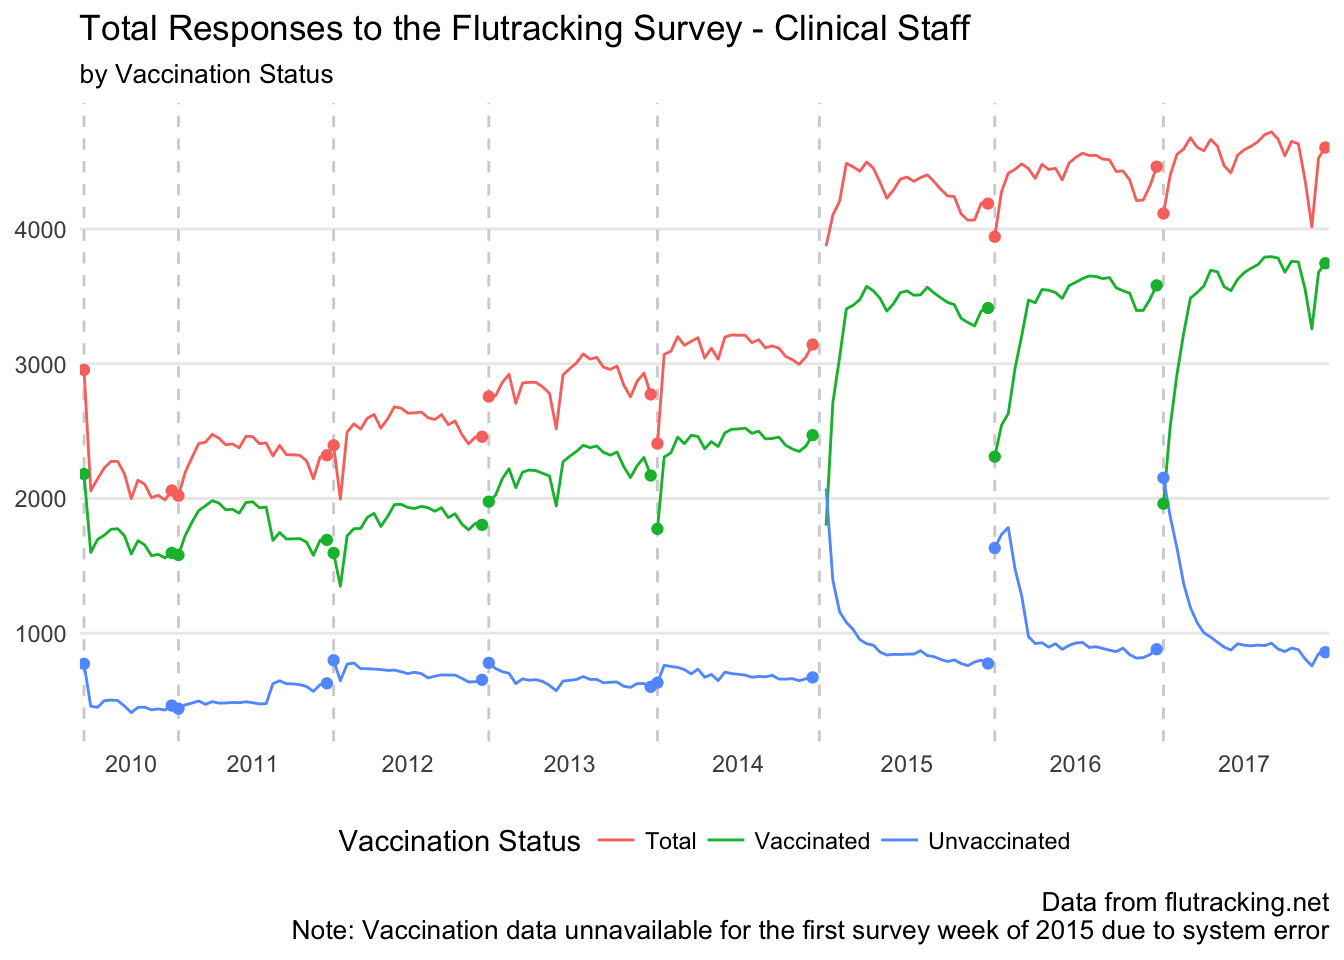 Total Responses to the Flutracking Survey - Clinical Staff
by Vaccination Status
4000
3000
2000
1000
2010 2011 2012 2013 2014 2015 2016 2017
Vaccination Status Total Vaccinated Unvaccinated
Data from flutracking.net
Note: Vaccination data unnavailable for the first survey week of 2015 due to system error